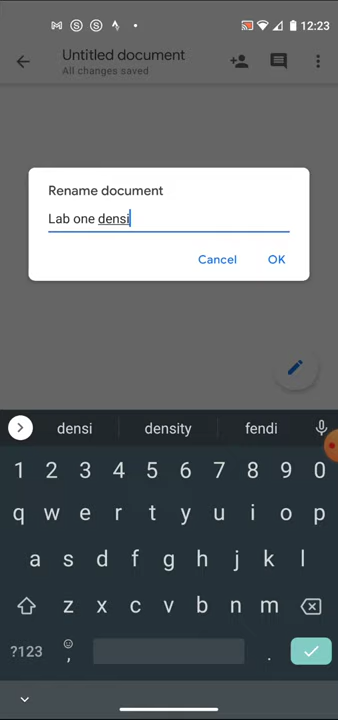 12:23
Untitled document
All changes saved
Rename document
Lab one densi
Cancel OK
densi density fendi
1 2 3 4 5 6 7 8 9 0
q w e r t y u i o p
a s d f g h j k l
z x c v b n m
?123 , .